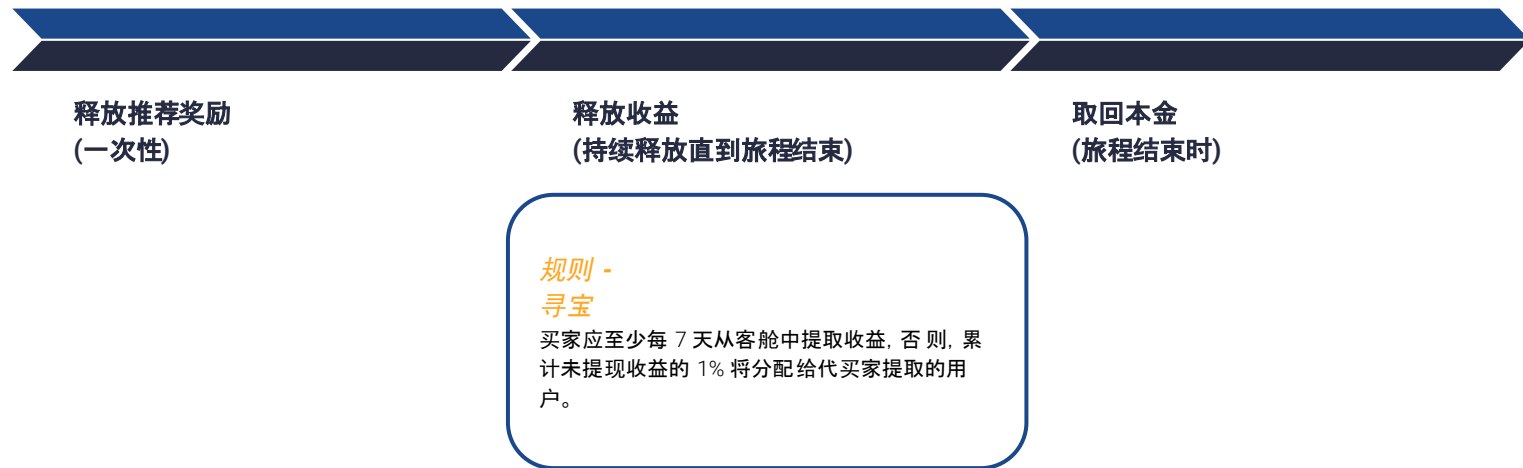 释放推荐奖励
(一次性)
释放收益
(持续释放直到旅程结束)
取回本金
(旅程结束时)
规则 -
寻宝
买家应至少每 7 天从客舱中提取收益, 否则, 累
计未提现收益的 1% 将分配给代买家提取的用
户。